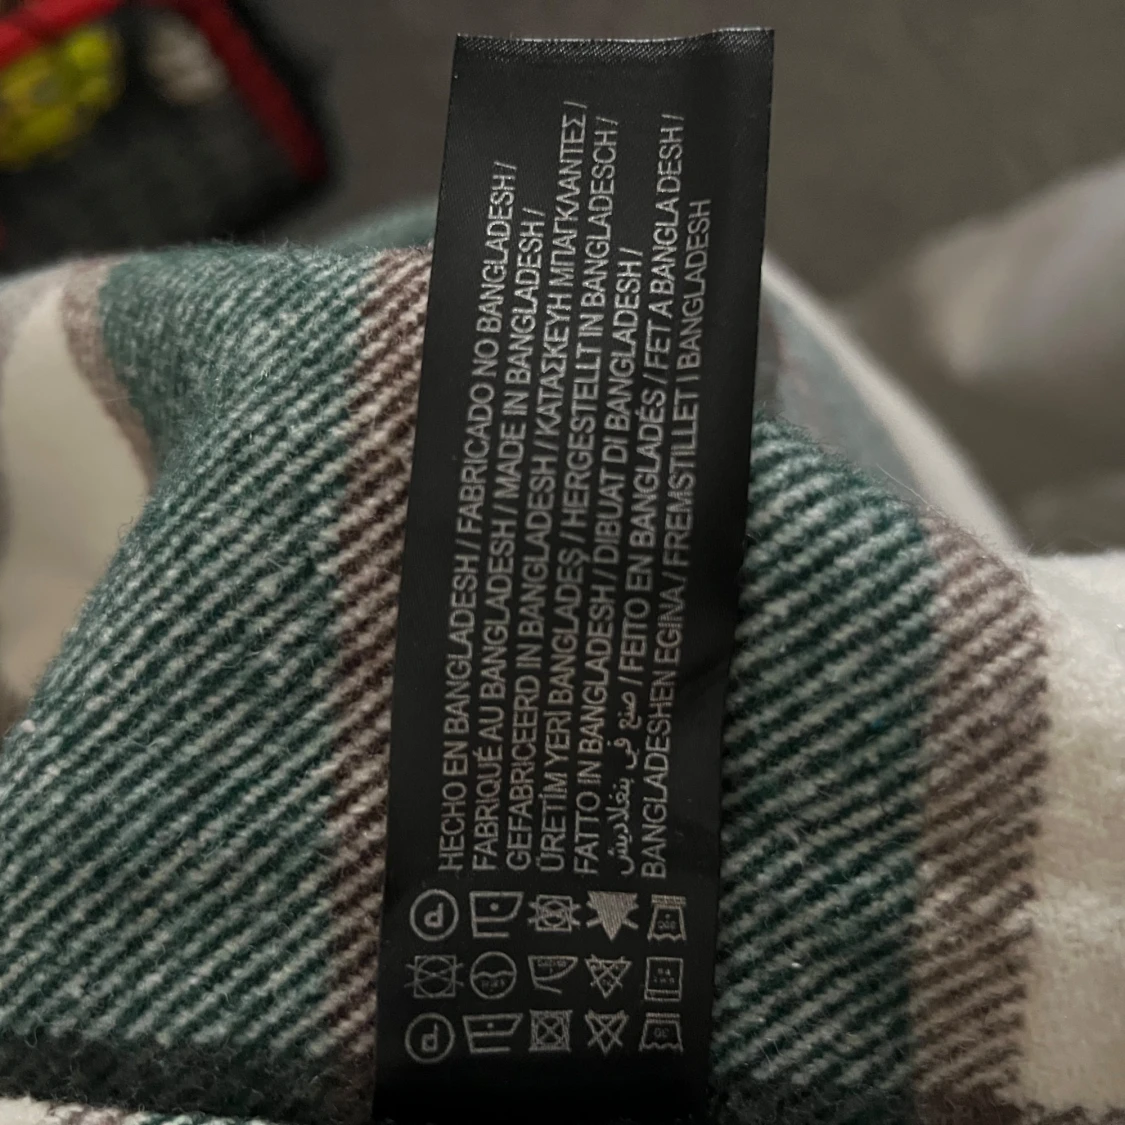 HECHO EN BANGLADESH / FABRICADO NO BANGLADESH /
FABRIQUÉ AU BANGLADESH / MADE IN BANGLADESH /
GEFABRICEERD IN BANGLADESH / ΚΑΤΑΣΚΕΥΗ ΜΠΑΓΚΛΑΝΤΕΣ /
ÜRETİM YERİ BANGLADEŞ / HERGESTELLT IN BANGLADESCH /
FATTO IN BANGLADESH / DIBUAT DI BANGLADESH /
صنع في بنغلاديش / FEITO EN BANGLADÉS / FET A BANGLA DESH /
BANGLADESHEN EGINA / FREMSTILLET I BANGLADESH